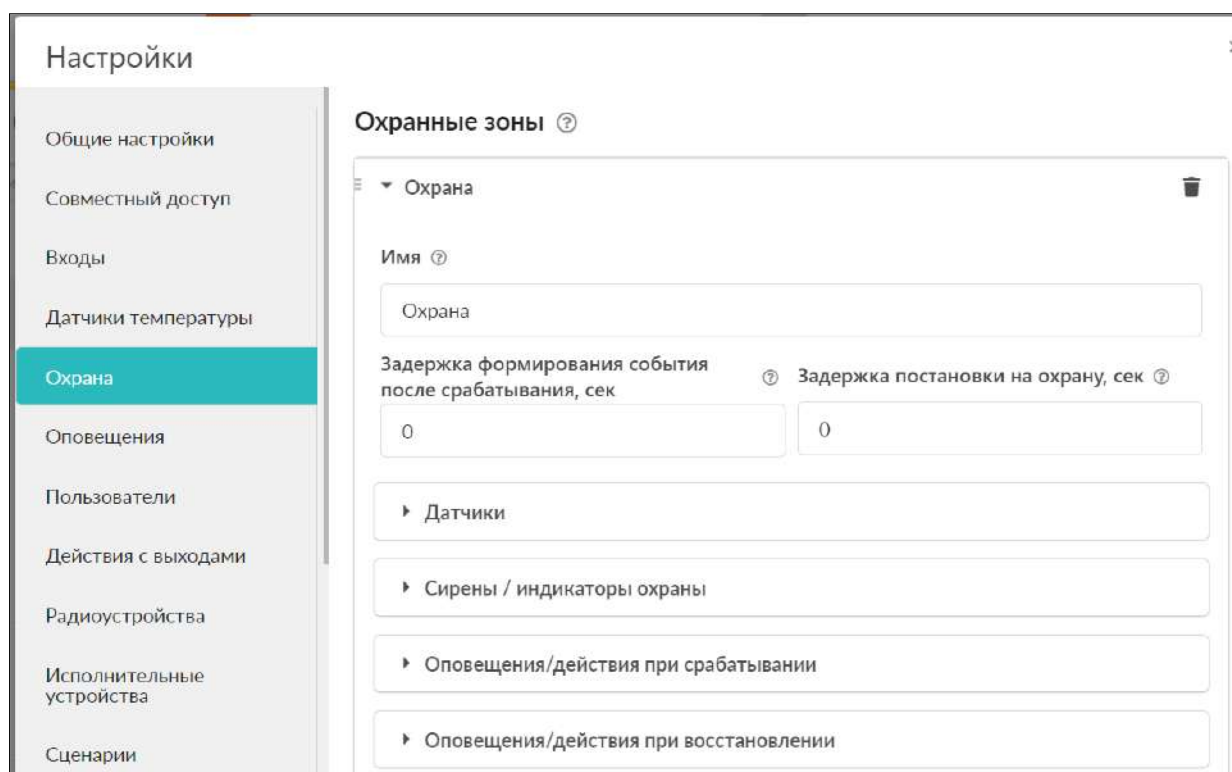 Настройки
Общие настройки
Совместный доступ
Входы
Датчики температуры
Охрана
Оповещения
Пользователи
Действия с выходами
Радиоустройства
Исполнительные
устройства
Сценарии
Охранные зоны
Охрана
Имя
Охрана
Задержка формирования события
после срабатывания, сек
0
Задержка постановки на охрану, сек
0
Датчики
Сирены / индикаторы охраны
Оповещения/действия при срабатывании
Оповещения/действия при восстановлении